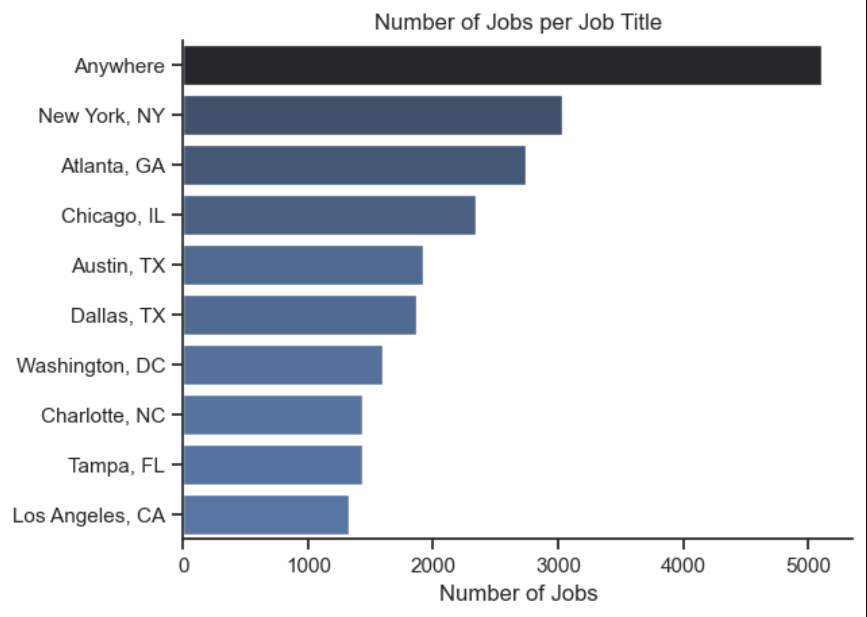 Number of Jobs per Job Title
Anywhere
New York, NY
Atlanta, GA
Chicago, IL
Austin, TX
Dallas, TX
Washington, DC
Charlotte, NC
Tampa, FL
Los Angeles, CA
0 1000 2000 3000 4000 5000
Number of Jobs